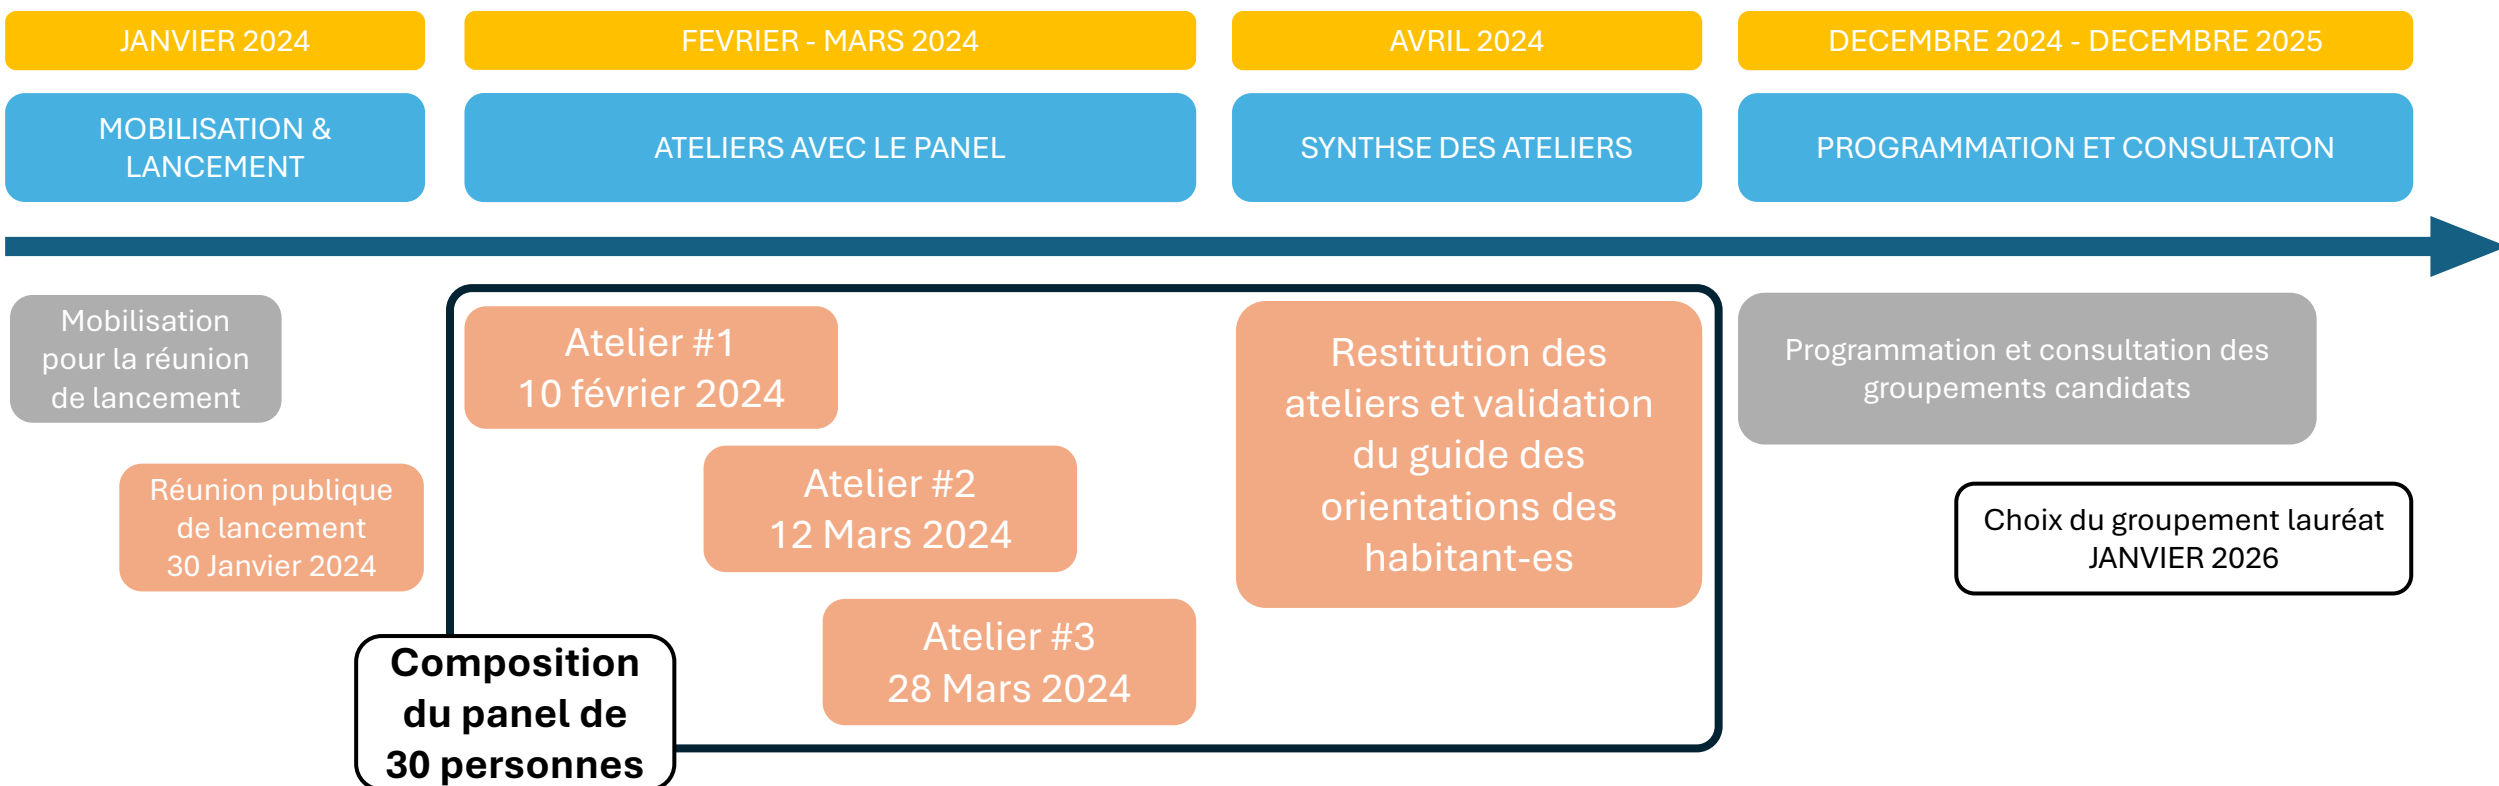 JANVIER 2024
FEVRIER - MARS 2024
AVRIL 2024
DECEMBRE 2024 - DECEMBRE 2025
MOBILISATION &
LANCEMENT
ATELIERS AVEC LE PANEL
SYNTHSE DES ATELIERS
PROGRAMMATION ET CONSULTATON
Mobilisation
pour la réunion
de lancement
Réunion publique
de lancement
30 Janvier 2024
Composition
du panel de
30 personnes
Atelier #1
10 février 2024
Atelier #2
12 Mars 2024
Atelier #3
28 Mars 2024
Restitution des
ateliers et validation
du guide des
orientations des
habitant-es
Programmation et consultation des
groupements candidats
Choix du groupement lauréat
JANVIER 2026